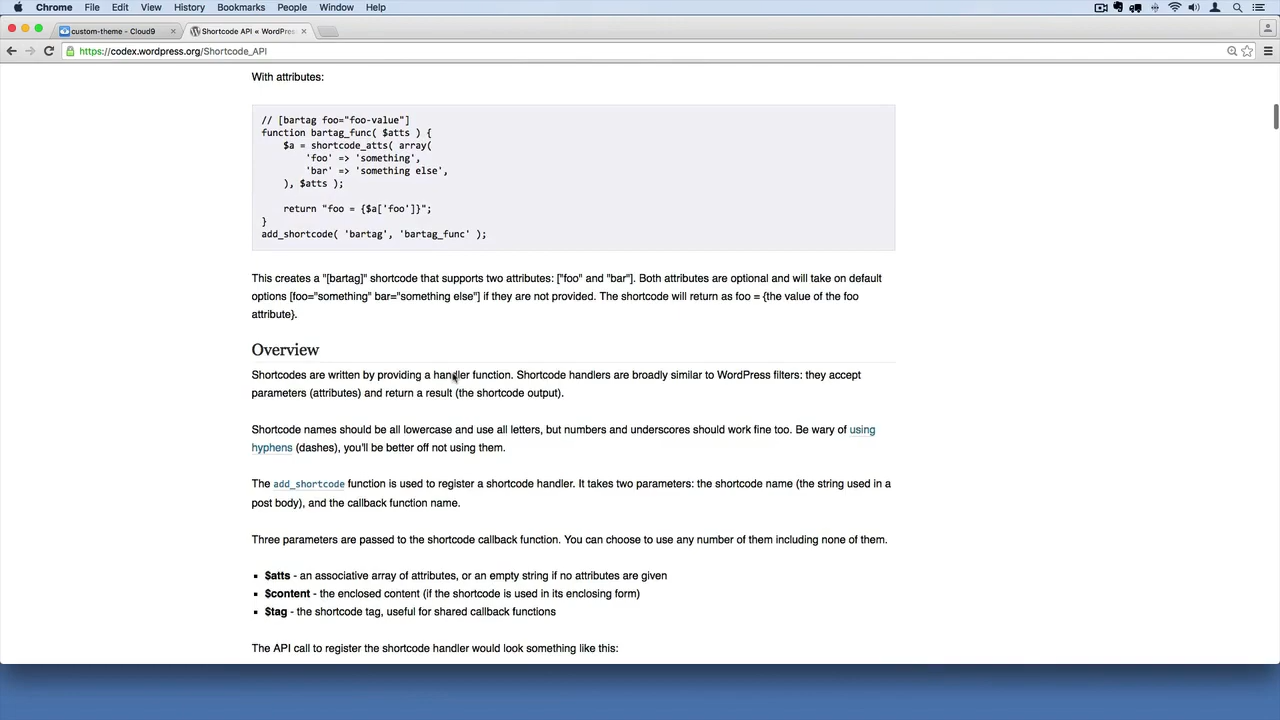 Chrome File Edit View History Bookmarks People Window Help
custom-theme - Cloud9
Shortcode API « WordPres
https://codex.wordpress.org/Shortcode_API
With attributes:
// [bartag foo="foo-value"]
function bartag_func( $atts ) {
    $a = shortcode_atts( array(
        'foo' => 'something',
        'bar' => 'something else',
    ), $atts );
    return "foo = {$a['foo']}";
}
add_shortcode( 'bartag', 'bartag_func' );
This creates a "[bartag]" shortcode that supports two attributes: ["foo" and "bar"]. Both attributes are optional and will take on default
options [foo="something" bar="something else"] if they are not provided. The shortcode will return as foo = {the value of the foo
attribute}.
Overview
Shortcodes are written by providing a handler function. Shortcode handlers are broadly similar to WordPress filters: they accept
parameters (attributes) and return a result (the shortcode output).
Shortcode names should be all lowercase and use all letters, but numbers and underscores should work fine too. Be wary of using
hyphens (dashes), you'll be better off not using them.
The add_shortcode function is used to register a shortcode handler. It takes two parameters: the shortcode name (the string used in a
post body), and the callback function name.
Three parameters are passed to the shortcode callback function. You can choose to use any number of them including none of them.
▪ $atts - an associative array of attributes, or an empty string if no attributes are given
▪ $content - the enclosed content (if the shortcode is used in its enclosing form)
▪ $tag - the shortcode tag, useful for shared callback functions
The API call to register the shortcode handler would look something like this: